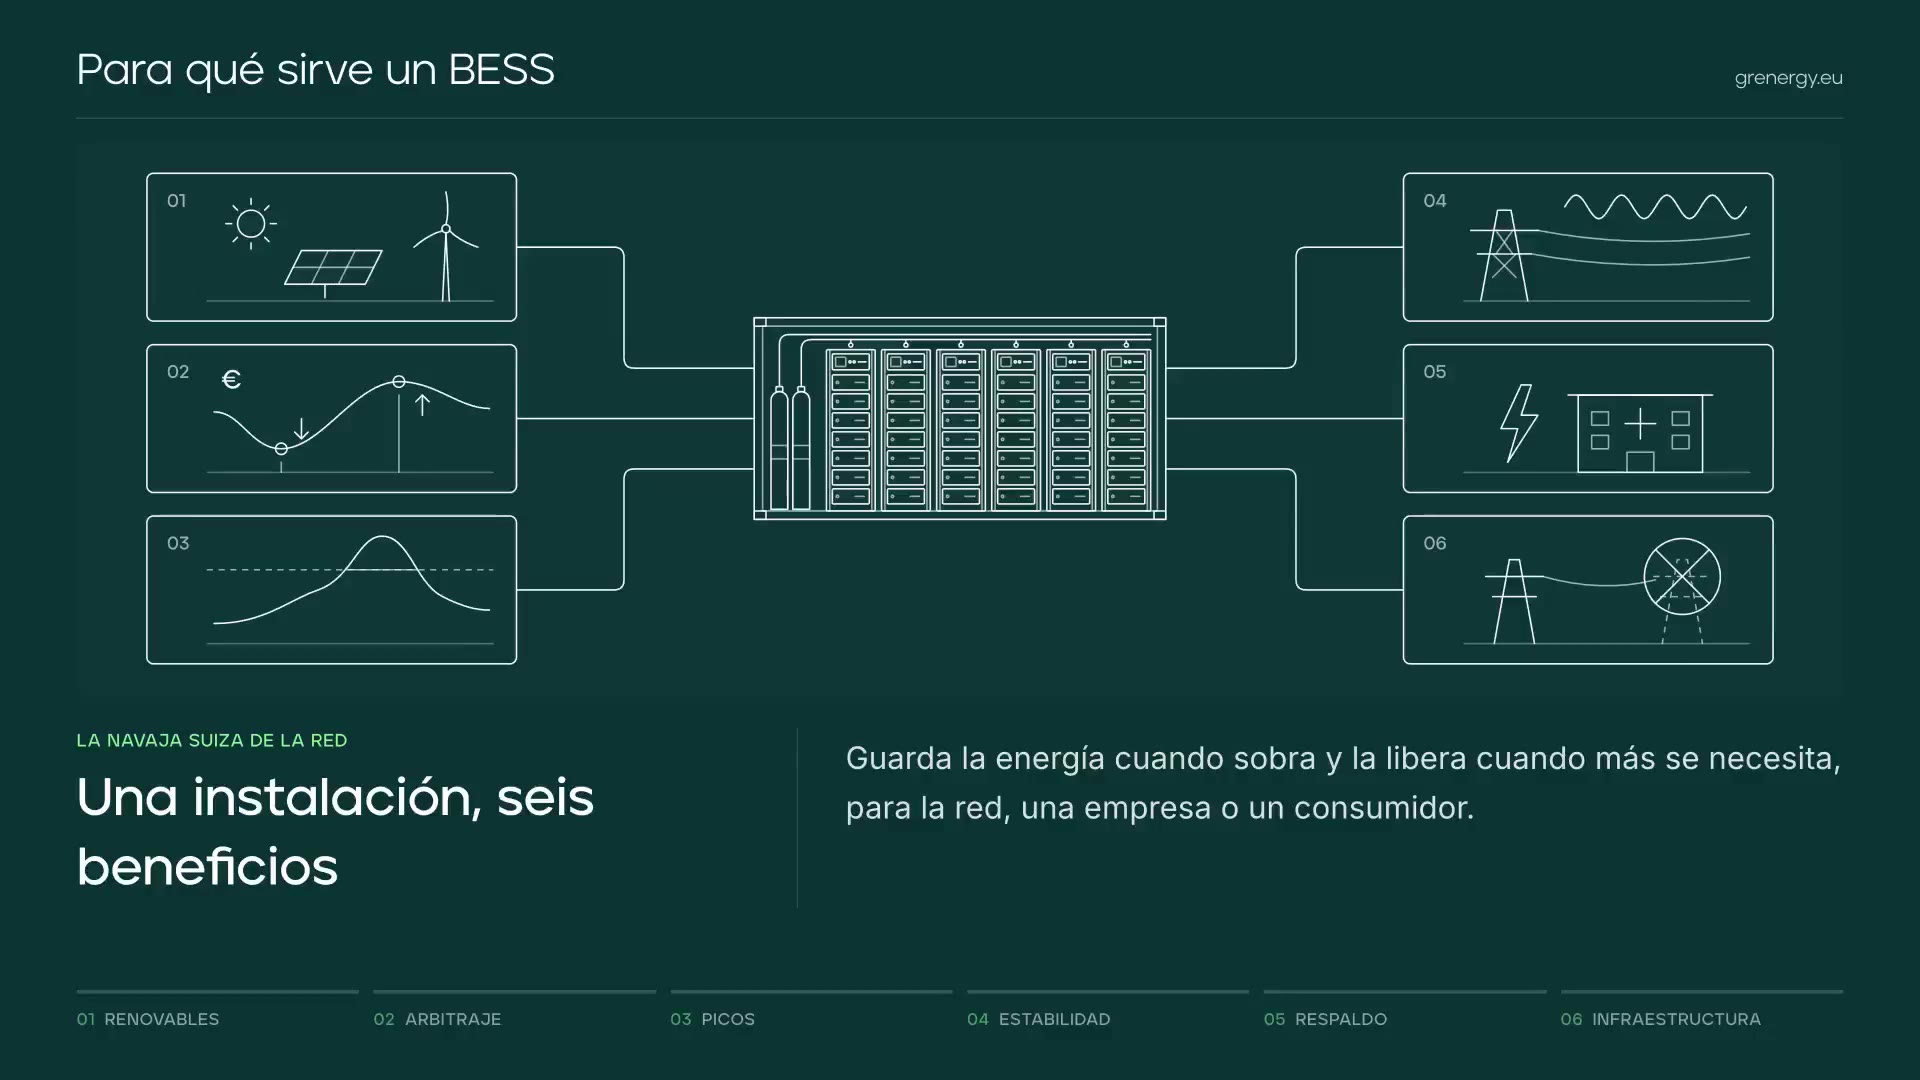 Para qué sirve un BESS
grenergy.eu
01
02
€
03
04
05
06
LA NAVAJA SUIZA DE LA RED
Una instalación, seis
beneficios
Guarda la energía cuando sobra y la libera cuando más se necesita,
para la red, una empresa o un consumidor.
01 RENOVABLES
02 ARBITRAJE
03 PICOS
04 ESTABILIDAD
05 RESPALDO
06 INFRAESTRUCTURA